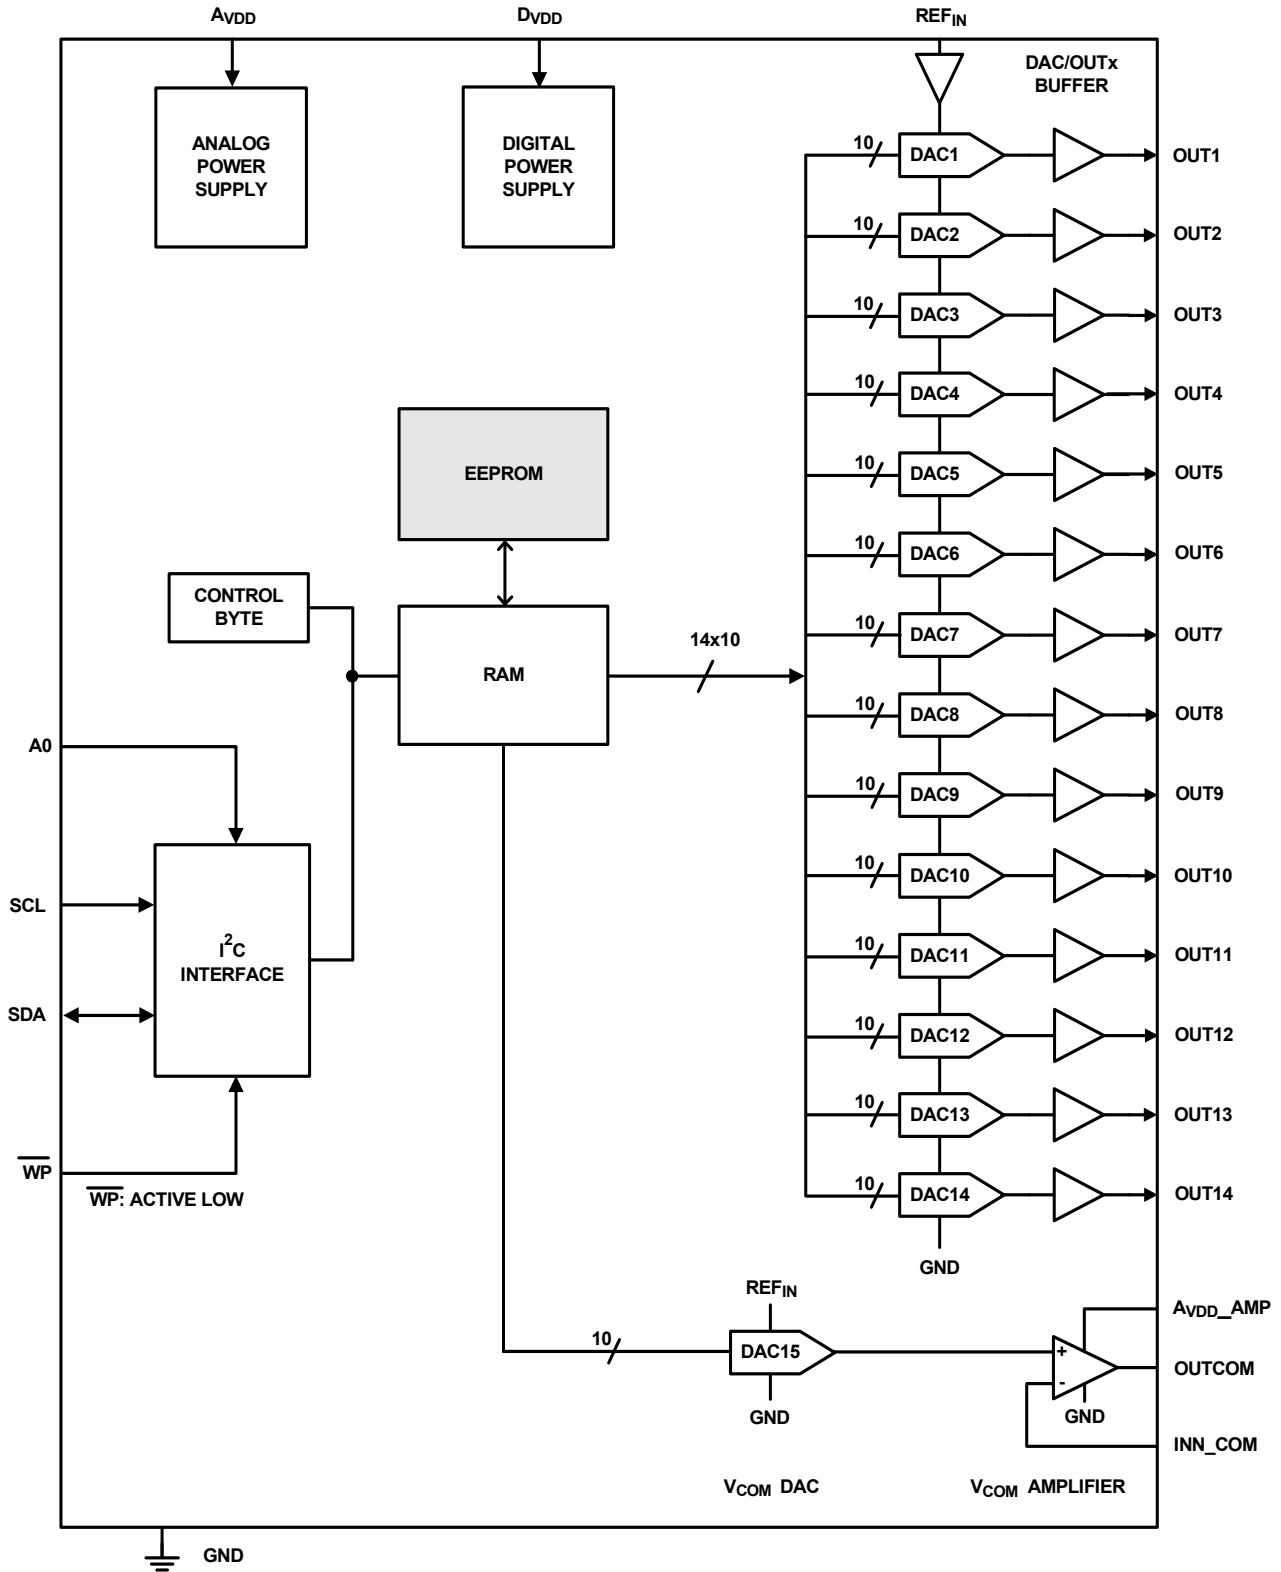 AVDD
DVDD
REFIN
DAC/OUTx
BUFFER
ANALOG
POWER
SUPPLY
DIGITAL
POWER
SUPPLY
10
DAC1
OUT1
10
DAC2
OUT2
10
DAC3
OUT3
10
DAC4
OUT4
EEPROM
10
DAC5
OUT5
10
DAC6
OUT6
CONTROL
BYTE
10
DAC7
OUT7
RAM
14x10
10
DAC8
OUT8
A0
10
DAC9
OUT9
10
DAC10
OUT10
SCL
I2C
INTERFACE
10
DAC11
OUT11
SDA
10
DAC12
OUT12
10
DAC13
OUT13
WP
WP: ACTIVE LOW
10
DAC14
OUT14
GND
REFIN
AVDD_AMP
10
DAC15
+
-
OUTCOM
GND
GND
INN_COM
VCOM DAC
VCOM AMPLIFIER
GND